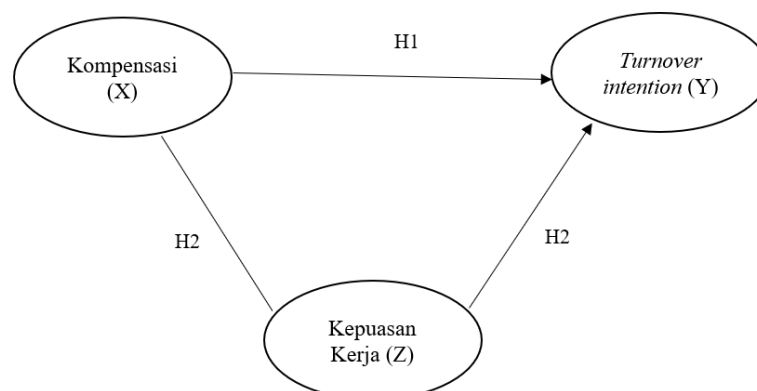 H1
Kompensasi
(X)
Turnover
intention (Y)
H2
H2
Kepuasan
Kerja (Z)